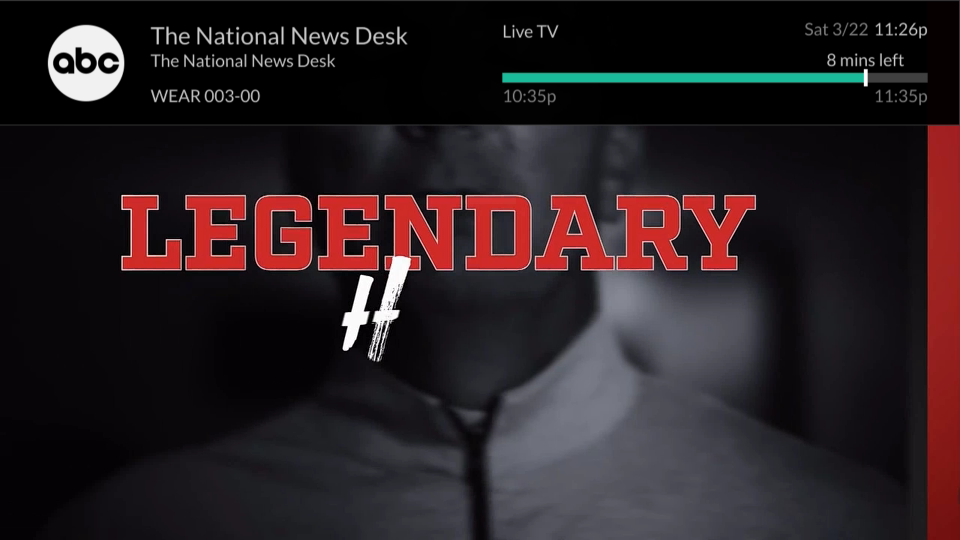 abc
The National News Desk
The National News Desk
WEAR 003-00
Live TV
Sat 3/22 11:26p
8 mins left
10:35p
11:35p
LEGENDARY
H